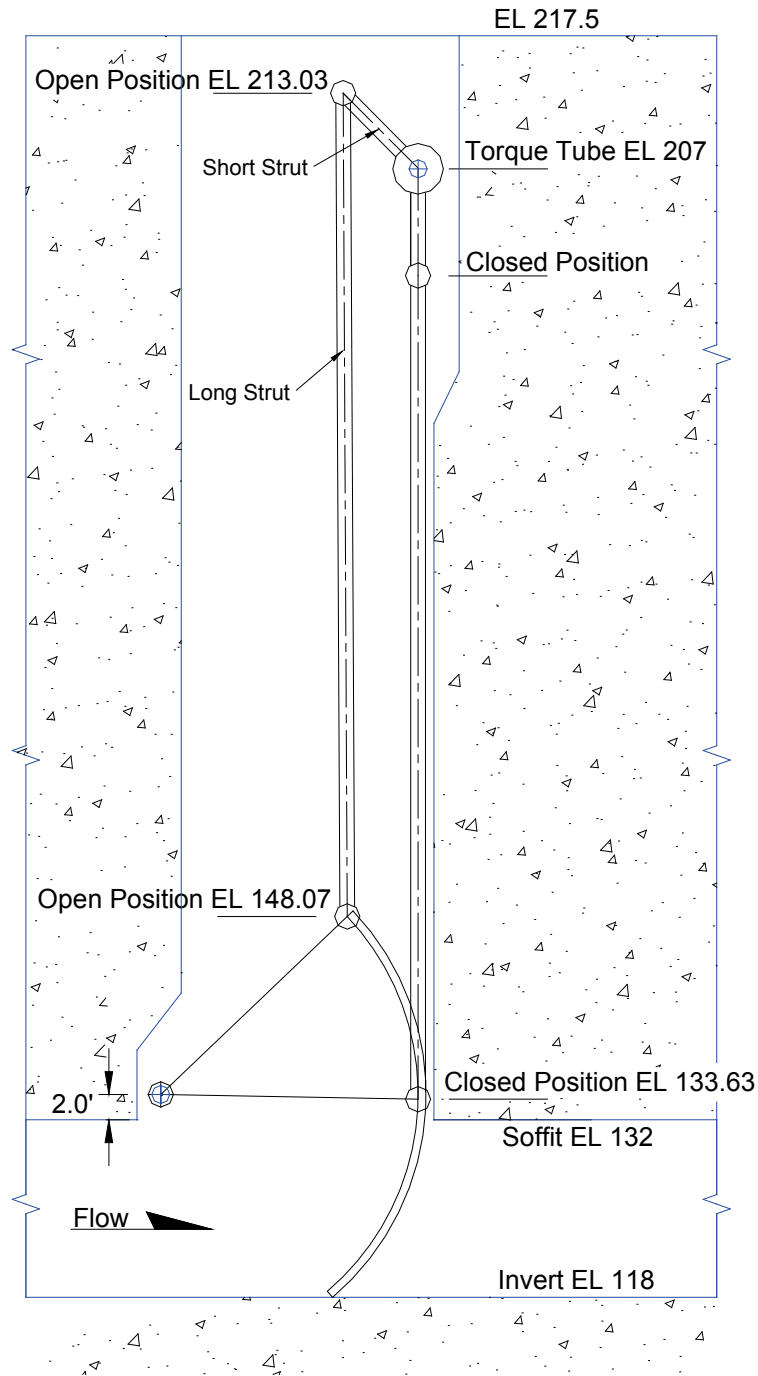 EL 217.5
Open Position EL 213.03
Short Strut
Torque Tube EL 207
Closed Position
Long Strut
Open Position EL 148.07
Closed Position EL 133.63
2.0'
Soffit EL 132
Flow
Invert EL 118